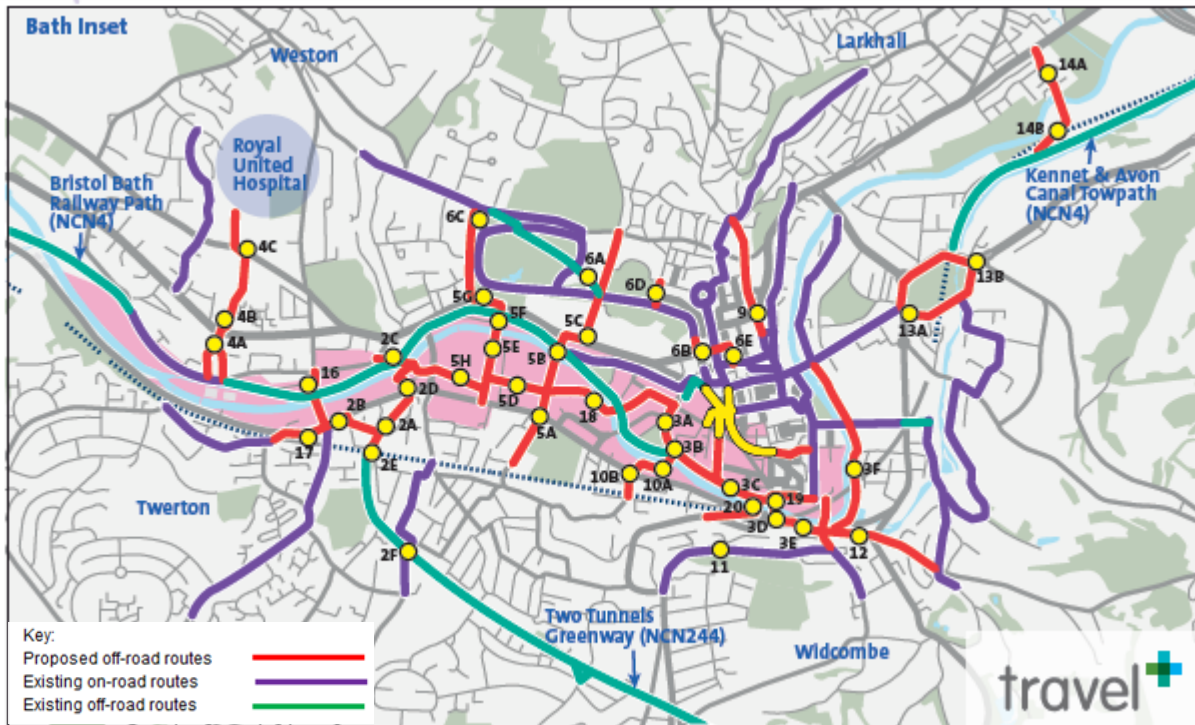 Bath Inset
Weston
Larkhall
14A
14B
Royal
United
Hospital
Bristol Bath
Railway Path
(NCN4)
Kennet & Avon
Canal Towpath
(NCN4)
6C
4C
6A
6D
13B
5G
9
13A
4B
5F
5C
4A
2C
5E
5B
6B
6E
5H
16
2D
5D
18
2B
2A
5A
3A
17
2E
3B
3F
10B
10A
3C
19
20
3D
3E
12
Twerton
2F
11
Two Tunnels
Greenway (NCN244)
Widcombe
Key:
Proposed off-road routes
Existing on-road routes
Existing off-road routes
travel